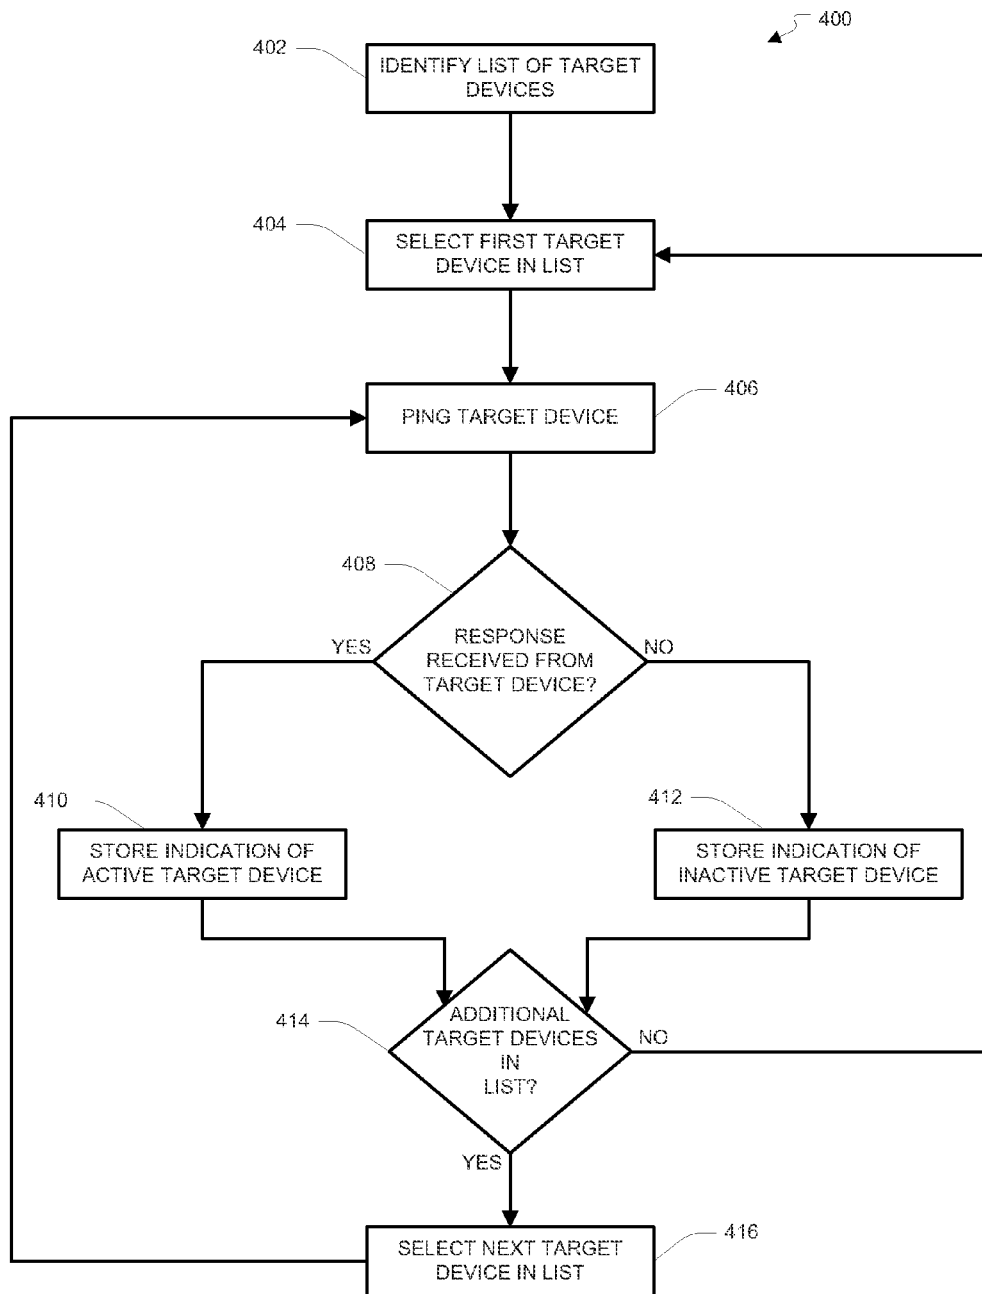 400
402
IDENTIFY LIST OF TARGET
DEVICES
404
SELECT FIRST TARGET
DEVICE IN LIST
406
PING TARGET DEVICE
408
YES
RESPONSE
RECEIVED FROM
TARGET DEVICE?
NO
410
STORE INDICATION OF
ACTIVE TARGET DEVICE
412
STORE INDICATION OF
INACTIVE TARGET DEVICE
414
ADDITIONAL
TARGET DEVICES
IN
LIST?
NO
YES
416
SELECT NEXT TARGET
DEVICE IN LIST